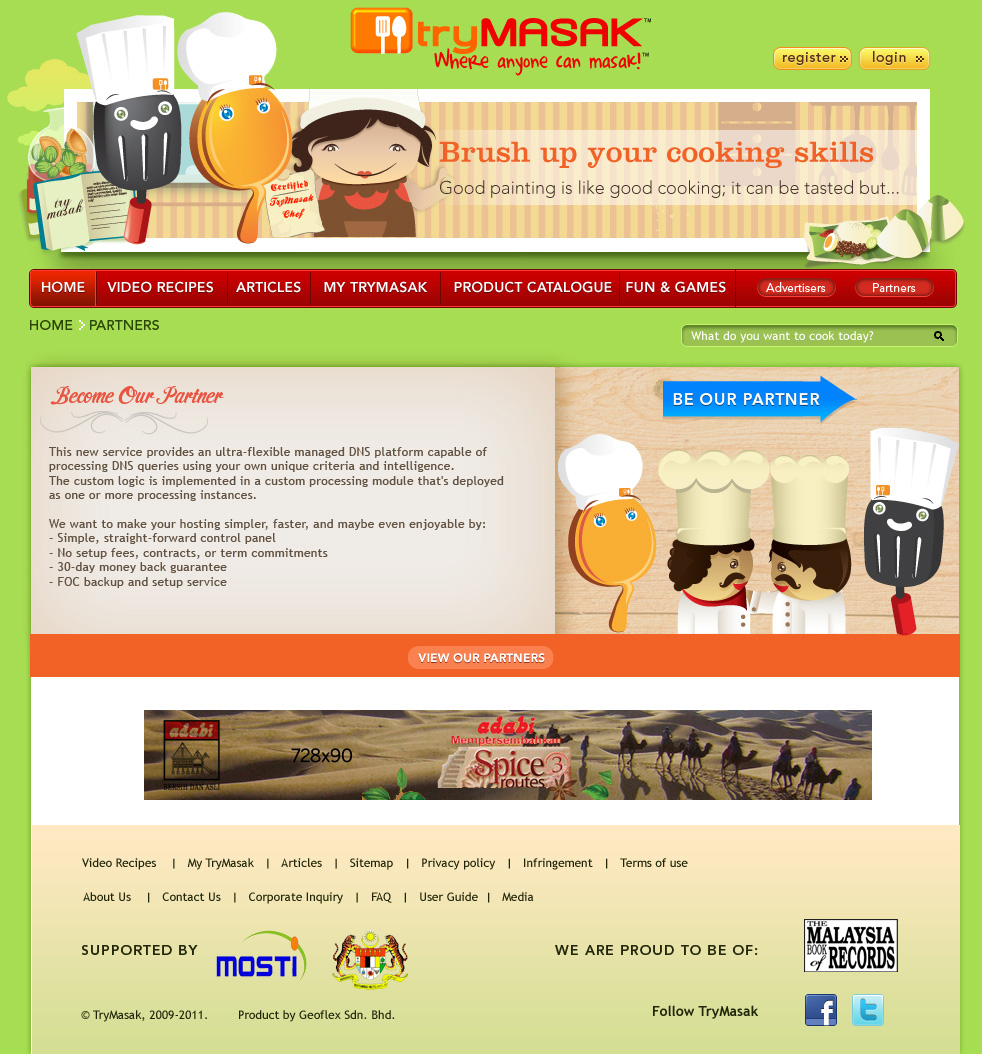 tryMASAK™
Where anyone can masak!™
register
login
Brush up your cooking skills
Good painting is like good cooking; it can be tasted but...
try masak
Certified
TryMasak
Chef
HOME
VIDEO RECIPES
ARTICLES
MY TRYMASAK
PRODUCT CATALOGUE
FUN & GAMES
Advertisers
Partners
HOME PARTNERS
What do you want to cook today?
Become Our Partner
BE OUR PARTNER
This new service provides an ultra-flexible managed DNS platform capable of
processing DNS queries using your own unique criteria and intelligence.
The custom logic is implemented in a custom processing module that's deployed
as one or more processing instances.
We want to make your hosting simpler, faster, and maybe even enjoyable by:
- Simple, straight-forward control panel
- No setup fees, contracts, or term commitments
- 30-day money back guarantee
- FOC backup and setup service
VIEW OUR PARTNERS
adabi
BERSIH DAN ASLI
728x90
adabi
Mempersembahkan
Spice 3
routes
Video Recipes | My TryMasak | Articles | Sitemap | Privacy policy | Infringement | Terms of use
About Us | Contact Us | Corporate Inquiry | FAQ | User Guide | Media
SUPPORTED BY
MOSTI
WE ARE PROUD TO BE OF:
THE
MALAYSIA
BOOK of RECORDS
© TryMasak, 2009-2011. Product by Geoflex Sdn. Bhd.
Follow TryMasak
f
t